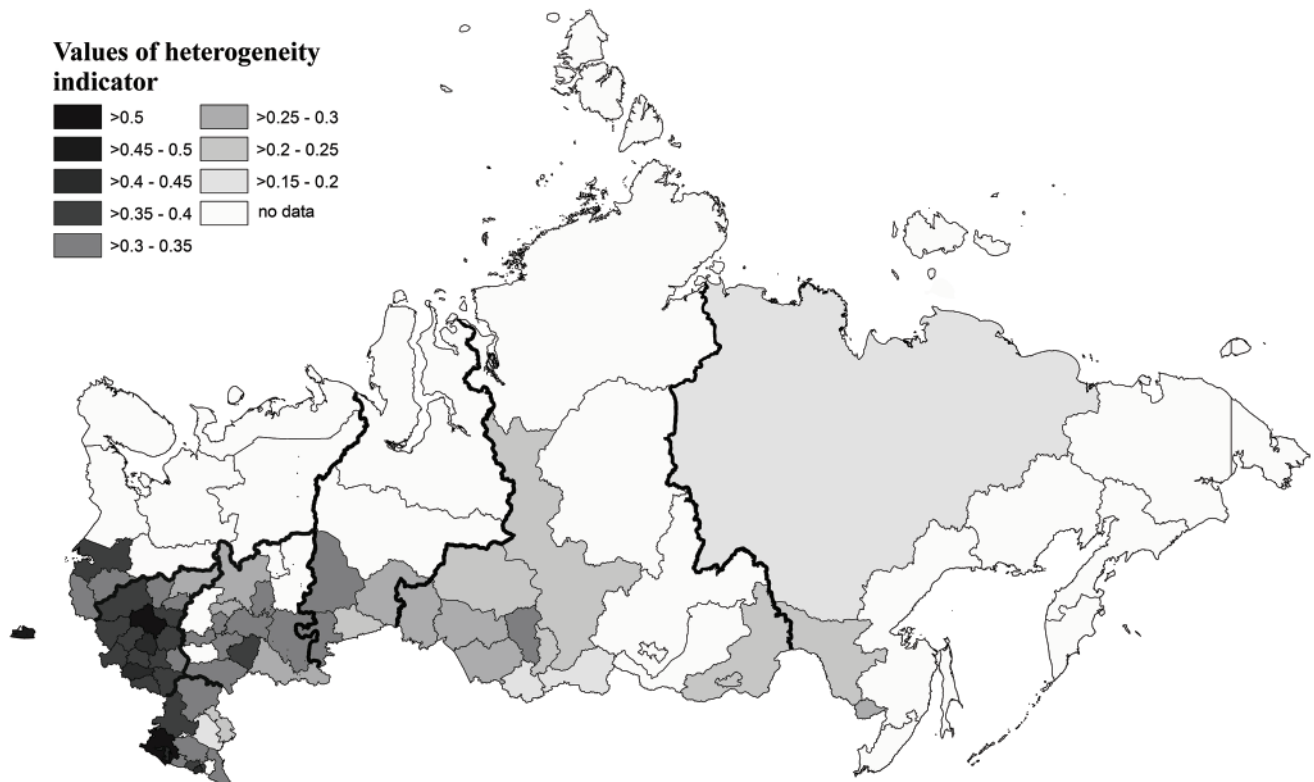 Values of heterogeneity
indicator
>0.5
>0.45 - 0.5
>0.4 - 0.45
>0.35 - 0.4
>0.3 - 0.35
>0.25 - 0.3
>0.2 - 0.25
>0.15 - 0.2
no data